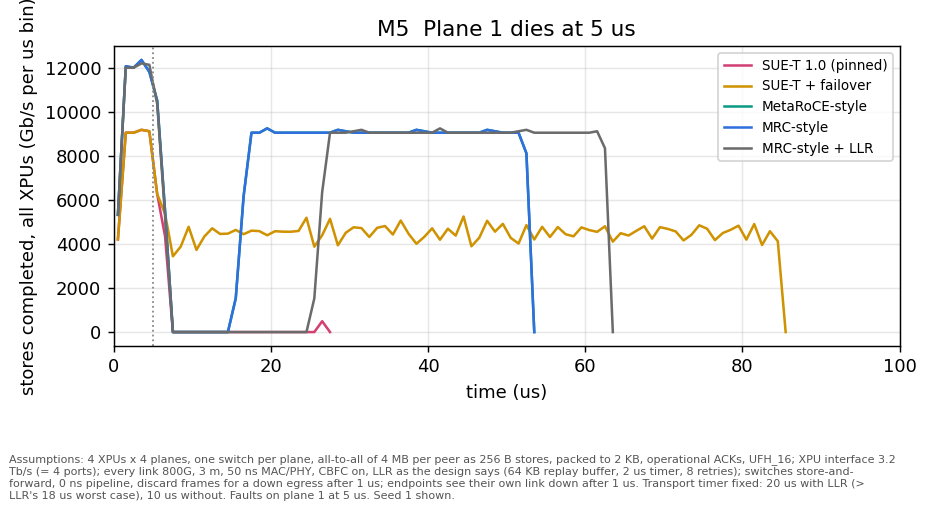 M5  Plane 1 dies at 5 us
stores completed, all XPUs (Gb/s per us bin)
12000
10000
8000
6000
4000
2000
0
SUE-T 1.0 (pinned)
SUE-T + failover
MetaRoCE-style
MRC-style
MRC-style + LLR
0
20
40
60
80
100
time (us)
Assumptions: 4 XPUs x 4 planes, one switch per plane, all-to-all of 4 MB per peer as 256 B stores, packed to 2 KB, operational ACKs, UFH_16; XPU interface 3.2
Tb/s (= 4 ports); every link 800G, 3 m, 50 ns MAC/PHY, CBFC on, LLR as the design says (64 KB replay buffer, 2 us timer, 8 retries); switches store-and-
forward, 0 ns pipeline, discard frames for a down egress after 1 us; endpoints see their own link down after 1 us. Transport timer fixed: 20 us with LLR (>
LLR's 18 us worst case), 10 us without. Faults on plane 1 at 5 us. Seed 1 shown.